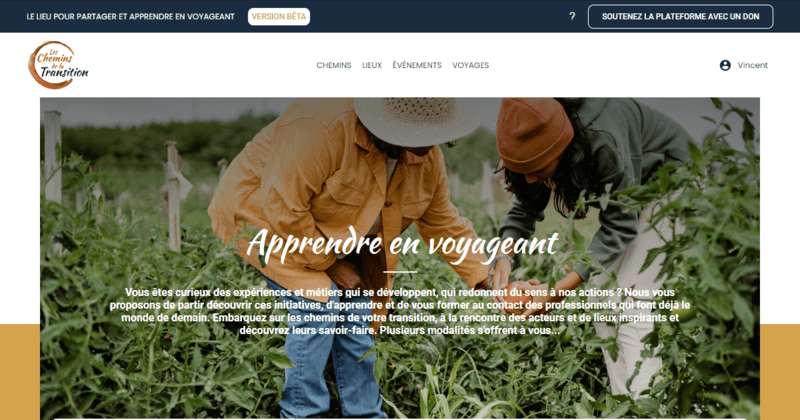 LE LIEU POUR PARTAGER ET APPRENDRE EN VOYAGEANT
VERSION BÊTA
?
SOUTENEZ LA PLATEFORME AVEC UN DON
Les
Chemins
de la
Transition
CHEMINS
LIEUX
ÉVÉNEMENTS
VOYAGES
Vincent
Apprendre en voyageant
Vous êtes curieux des expériences et métiers qui se développent, qui redonnent du sens à nos actions ? Nous vous
proposons de partir découvrir ces initiatives, d'apprendre et de vous former au contact des professionnels qui font déjà le
monde de demain. Embarquez sur les chemins de votre transition, à la rencontre des acteurs et de lieux inspirants et
découvrez leurs savoir-faire. Plusieurs modalités s'offrent à vous...